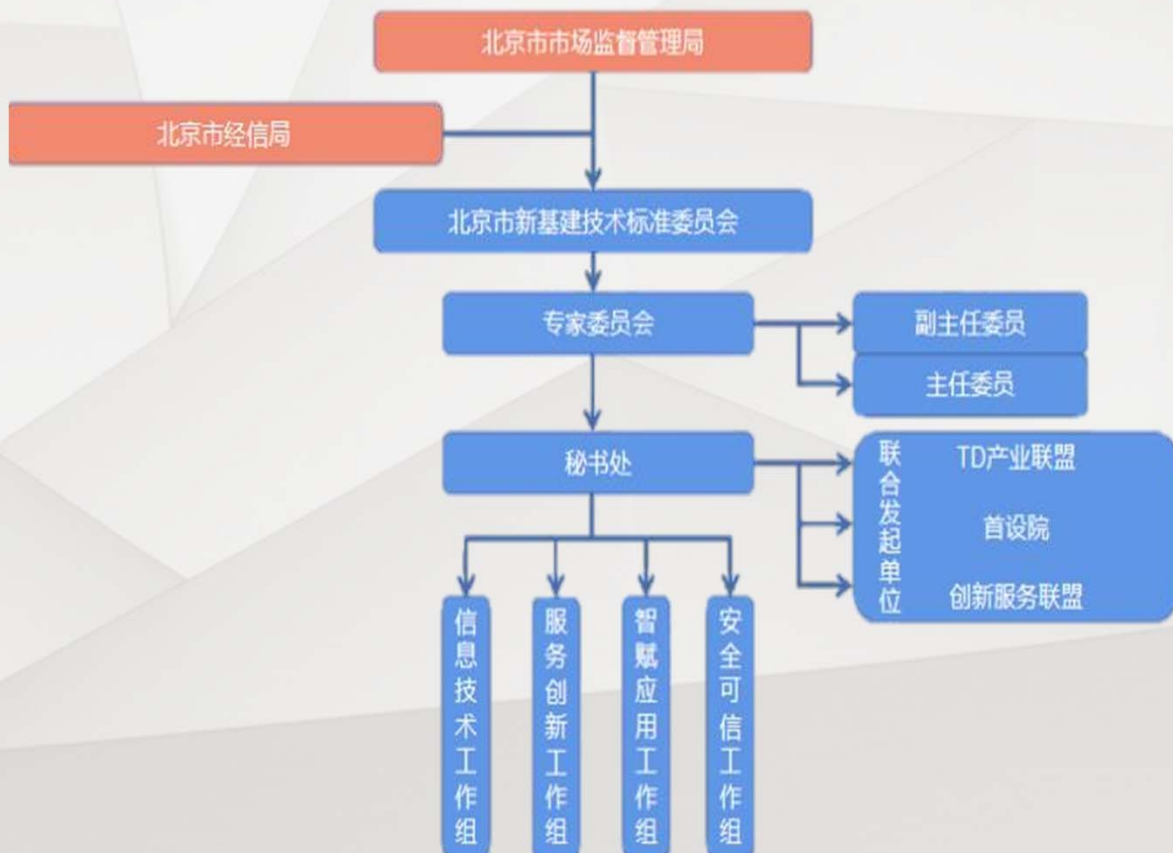 北京市市场监督管理局
北京市经信局
北京市新基建技术标准委员会
专家委员会
副主任委员
主任委员
秘书处
联合发起单位
TD产业联盟
首设院
创新服务联盟
信息技术工作组
服务创新工作组
智赋应用工作组
安全可信工作组